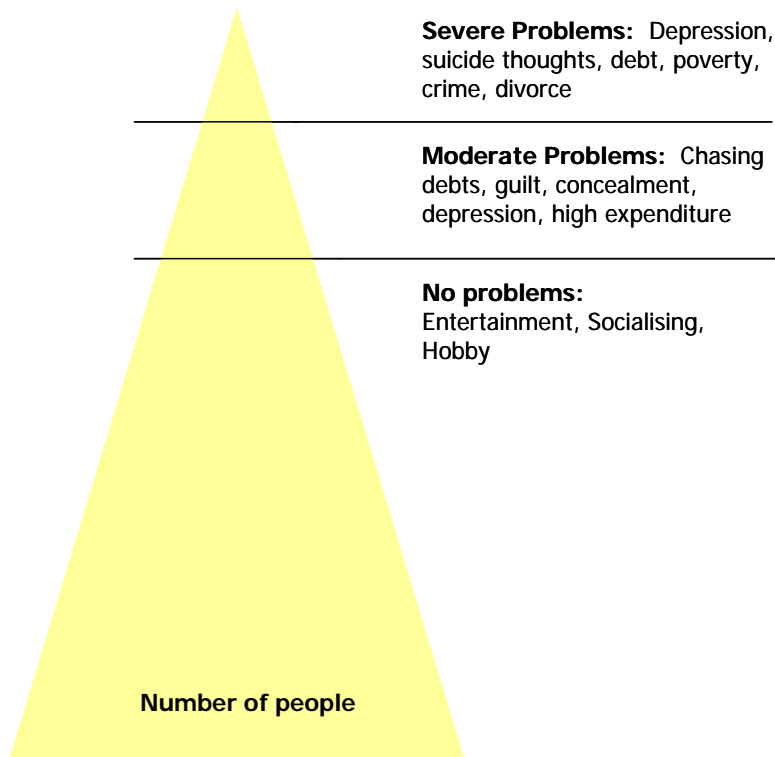 Severe Problems: Depression,
suicide thoughts, debt, poverty,
crime, divorce
Moderate Problems: Chasing
debts, guilt, concealment,
depression, high expenditure
No problems:
Entertainment, Socialising,
Hobby
Number of people